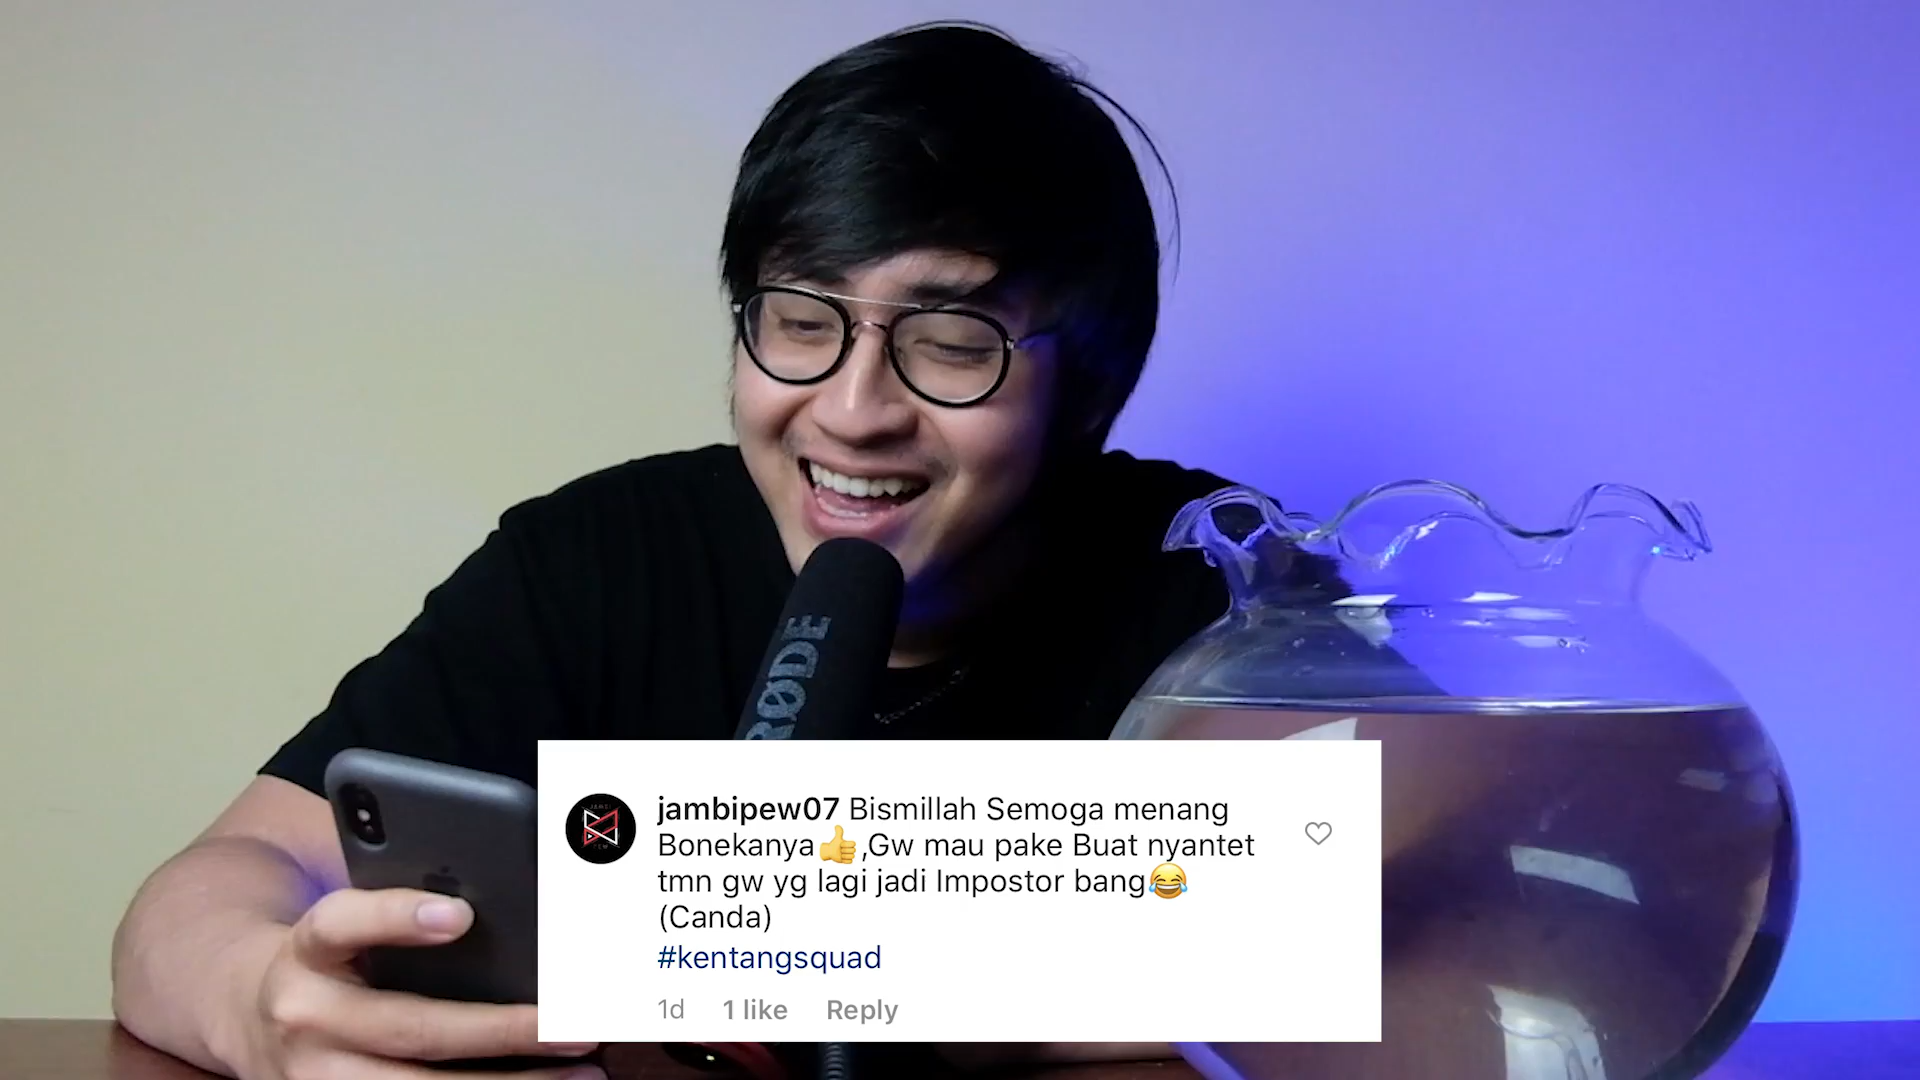 RØDE
jambipew07 Bismillah Semoga menang
Bonekanya👍,Gw mau pake Buat nyantet
tmn gw yg lagi jadi Impostor bang😂
(Canda)
#kentangsquad
1d 1 like Reply